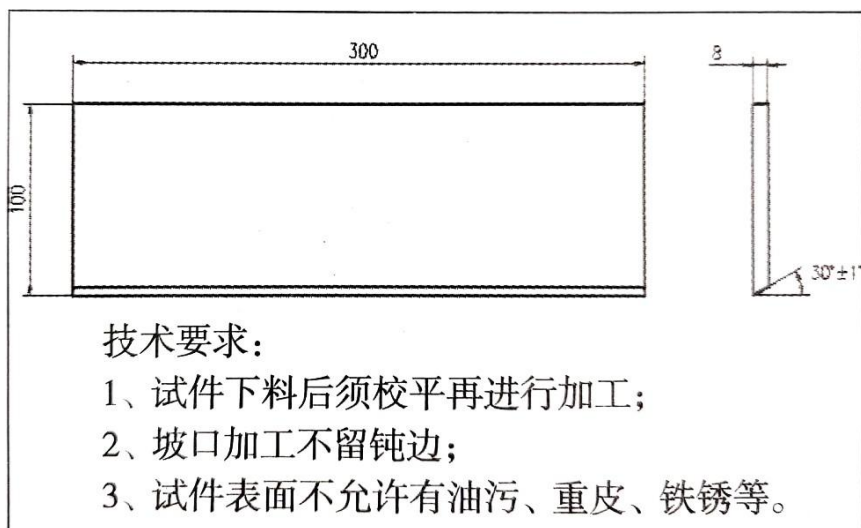 300
8
100
30°±1°
技术要求：
1、试件下料后须校平再进行加工；
2、坡口加工不留钝边；
3、试件表面不允许有油污、重皮、铁锈等。